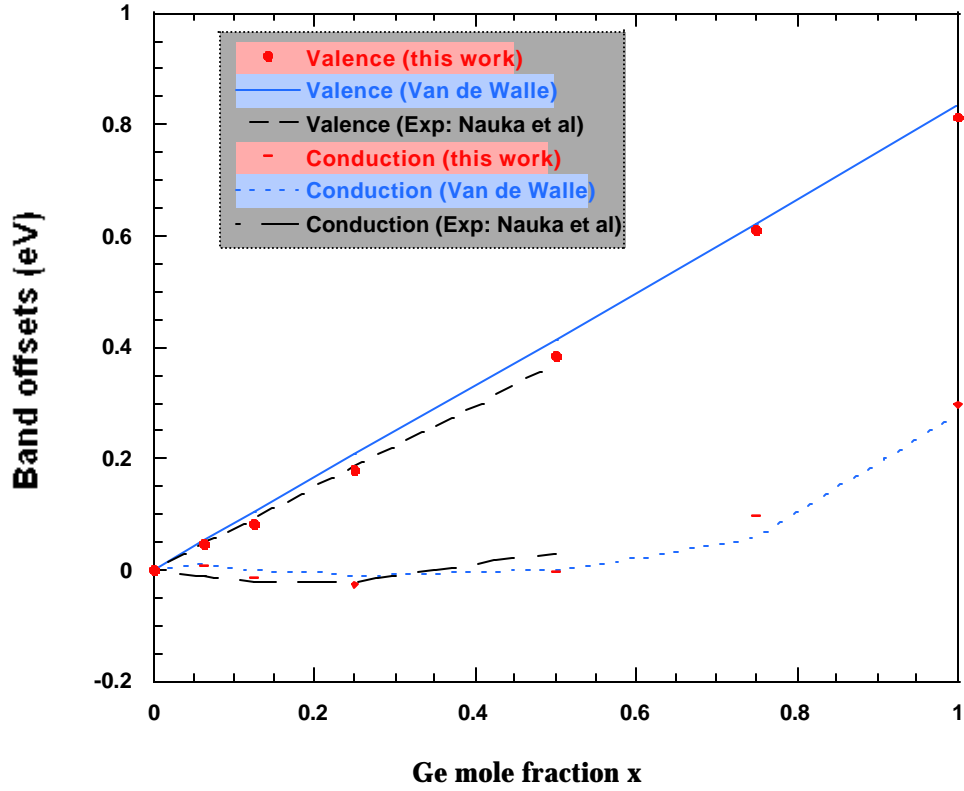 1
0.8
0.6
0.4
0.2
0
-0.2
Band offsets (eV)
Valence (this work)
Valence (Van de Walle)
Valence (Exp: Nauka et al)
Conduction (this work)
Conduction (Van de Walle)
Conduction (Exp: Nauka et al)
0 0.2 0.4 0.6 0.8 1
Ge mole fraction x